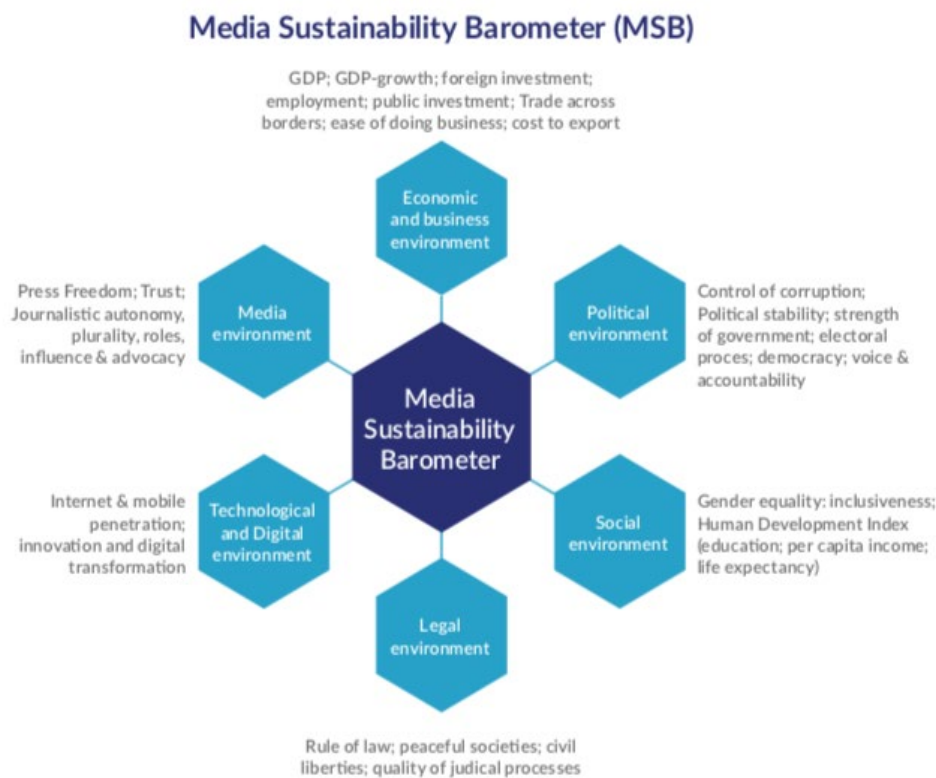 Media Sustainability Barometer (MSB)
GDP; GDP-growth; foreign investment;
employment; public investment; Trade across
borders; ease of doing business; cost to export
Economic
and business
environment
Press Freedom; Trust;
Journalistic autonomy,
plurality, roles,
influence & advocacy
Media
environment
Political
environment
Control of corruption;
Political stability; strength
of government; electoral
proces; democracy; voice &
accountability
Media
Sustainability
Barometer
Internet & mobile
penetration;
innovation and digital
transformation
Technological
and Digital
environment
Social
environment
Gender equality: inclusiveness;
Human Development Index
(education; per capita income;
life expectancy)
Legal
environment
Rule of law; peaceful societies; civil
liberties; quality of judical processes